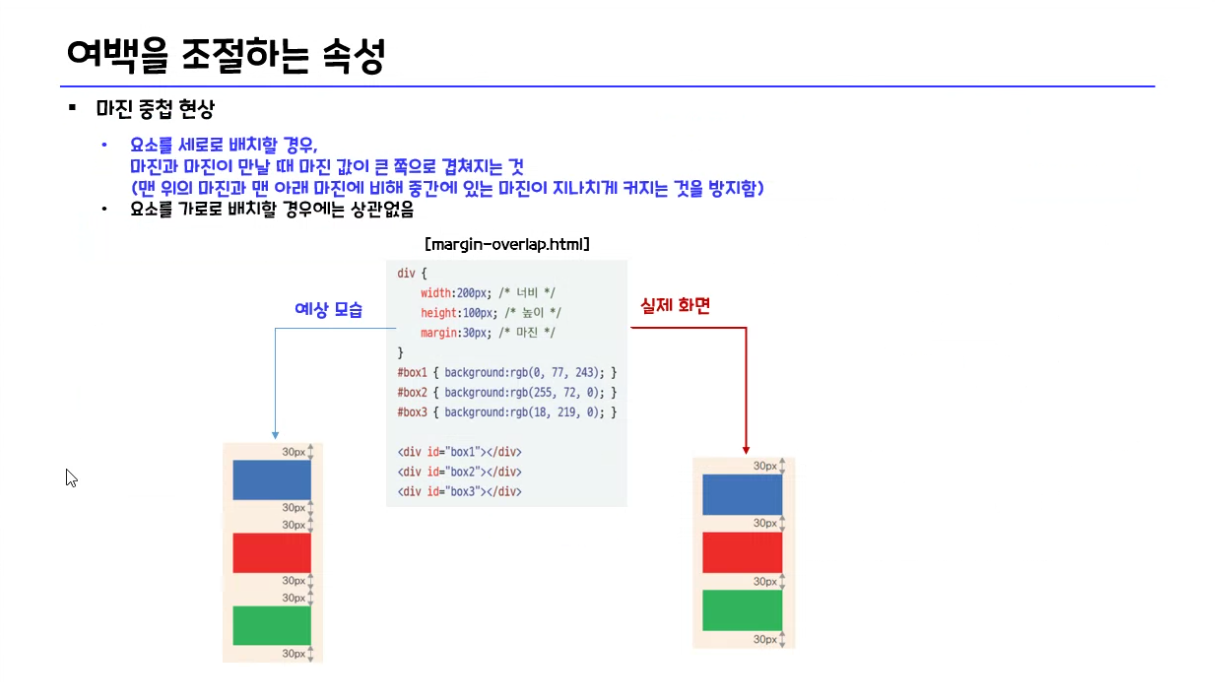 여백을 조절하는 속성
▪ 마진 중첩 현상
• 요소를 세로로 배치할 경우,
마진과 마진이 만날 때 마진 값이 큰 쪽으로 겹쳐지는 것
(맨 위의 마진과 맨 아래 마진에 비해 중간에 있는 마진이 지나치게 커지는 것을 방지함)
• 요소를 가로로 배치할 경우에는 상관없음
[margin-overlap.html]
예상 모습
실제 화면
div {
width:200px; /* 너비 */
height:100px; /* 높이 */
margin:30px; /* 마진 */
}
#box1 { background:rgb(0, 77, 243); }
#box2 { background:rgb(255, 72, 0); }
#box3 { background:rgb(18, 219, 0); }
<div id="box1"></div>
<div id="box2"></div>
<div id="box3"></div>
30px
30px
30px
30px
30px
30px
30px
30px
30px
30px